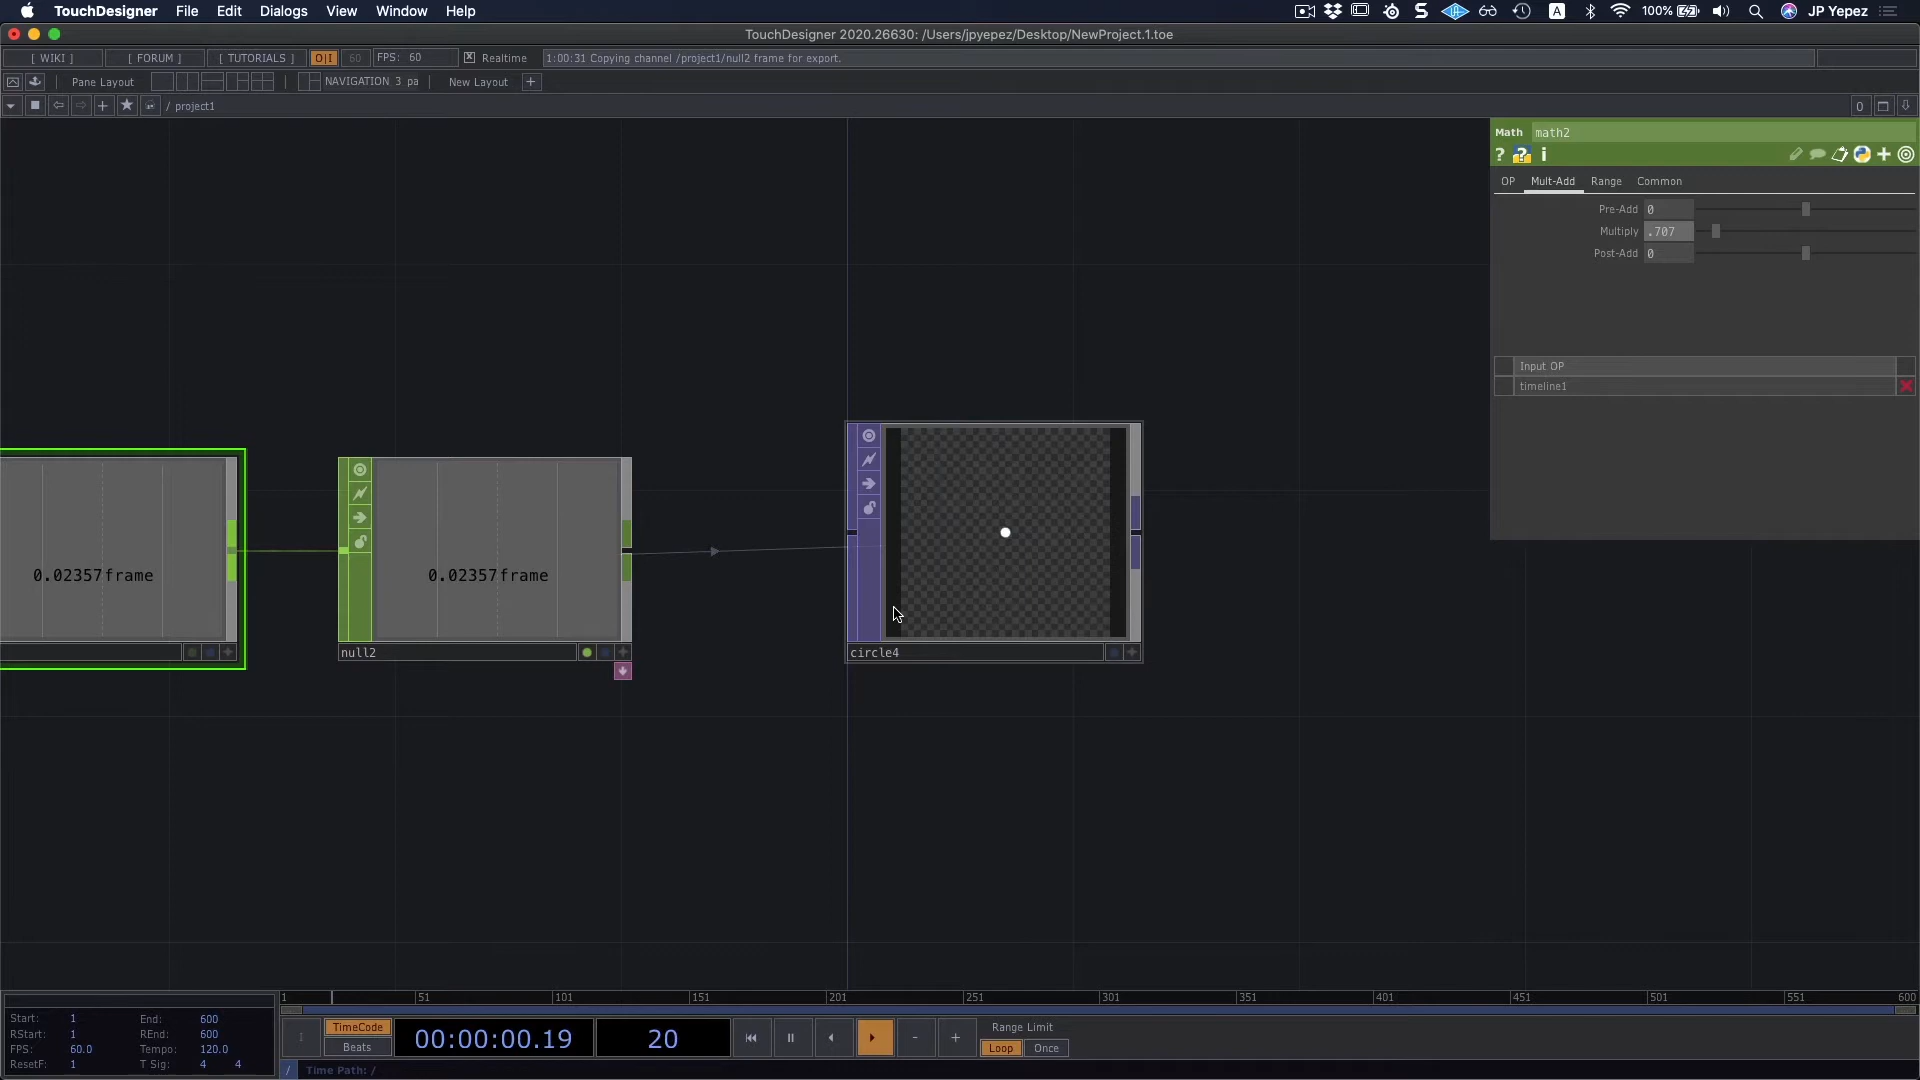 TouchDesigner File Edit Dialogs View Window Help 100% JP Yepez
TouchDesigner 2020.26630: /Users/jpyepez/Desktop/NewProject.1.toe
[ WIKI ] [ FORUM ] [ TUTORIALS ] O|I 60 FPS: 60 Realtime 1:00:31 Copying channel /project1/null2 frame for export.
Pane Layout NAVIGATION 3 pa New Layout +
/ project1 0
Math math2
? ? i
OP Mult-Add Range Common
Pre-Add 0
Multiply .707
Post-Add 0
Input OP
timeline1
0.02357 frame
0.02357 frame
null2
circle4
1 51 101 151 201 251 301 351 401 451 501 551 600
Start: 1 End: 600
RStart: 1 REnd: 600
FPS: 60.0 Tempo: 120.0
ResetF: 1 T Sig: 4 4
TimeCode
Beats
00:00:00.19 20
- +
Range Limit
Loop Once
/ Time Path: /